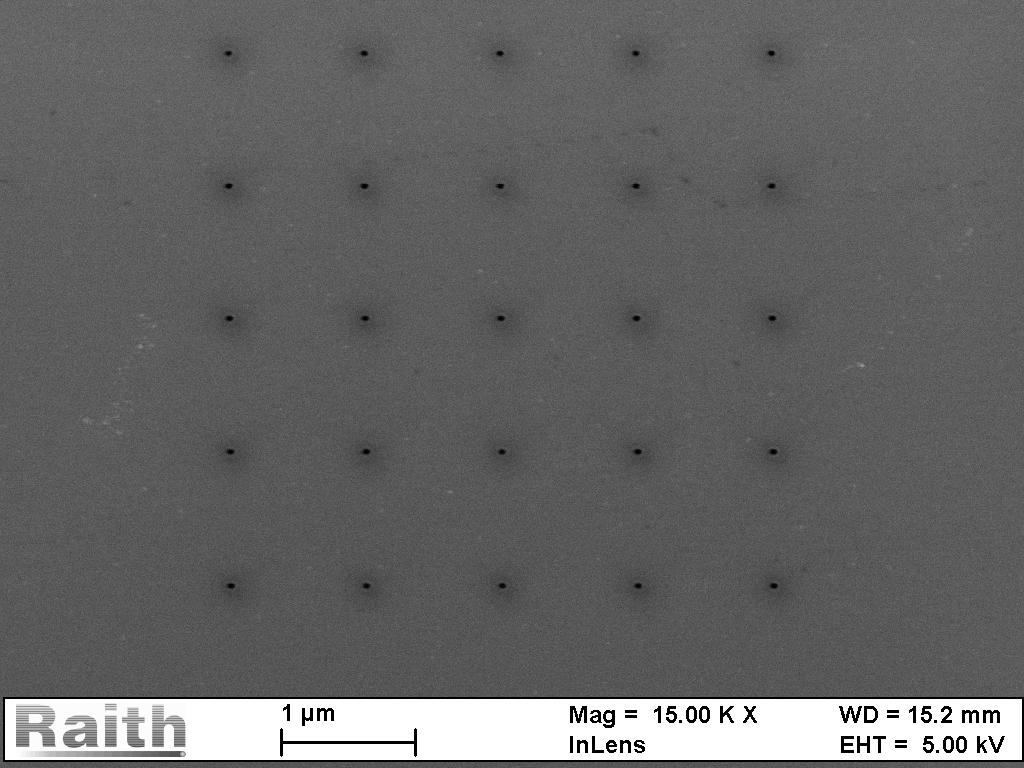 Raith
1 µm
Mag = 15.00 K X
WD = 15.2 mm
InLens
EHT = 5.00 kV